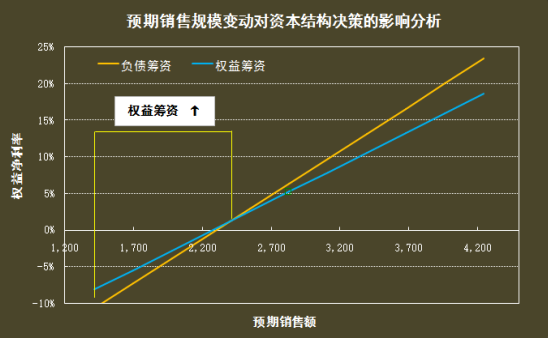 预期销售规模变动对资本结构决策的影响分析
25%
负债筹资 权益筹资
20%
权益筹资 ↑
15%
10%
5%
0%
1,200 1,700 2,200 2,700 3,200 3,700 4,200
-5%
-10%
权益净利率
预期销售额